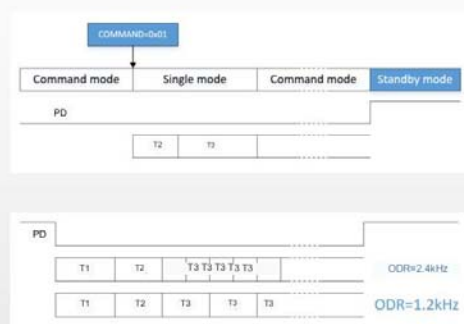 COMMAND=0x01
Command mode Single mode Command mode Standby mode
PD
T2 T3
PD
T1 T2 T3 T3 T3 T3 T3 ODR=2.4kHz
T1 T2 T3 T3 T3 ODR=1.2kHz